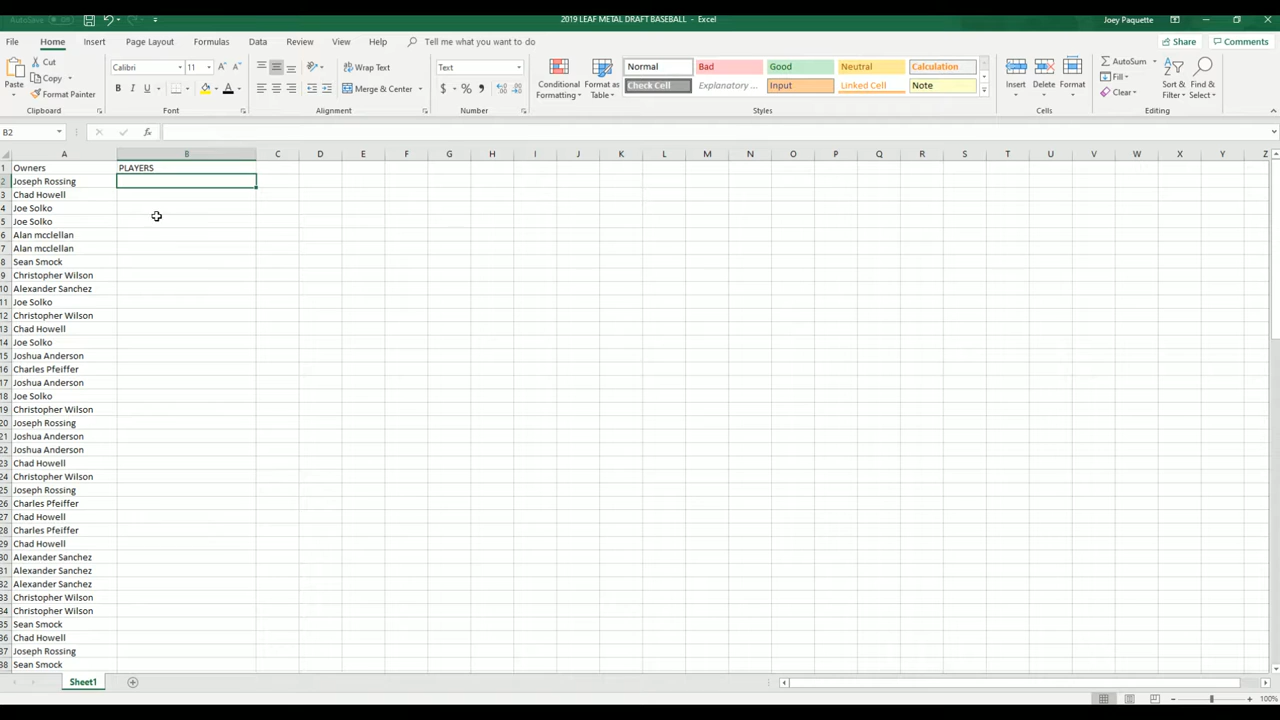 AutoSave Off 2019 LEAF METAL DRAFT BASEBALL - Excel Joey Paquette
File Home Insert Page Layout Formulas Data Review View Help Tell me what you want to do Share Comments
Paste Cut Copy Format Painter
Calibri 11 B I U
Wrap Text Merge & Center
Text $ % ,
Conditional Formatting Format as Table
Normal Bad Good Neutral Calculation
Check Cell Explanatory ... Input Linked Cell Note
Insert Delete Format
AutoSum Fill Clear Sort & Filter Find & Select
Clipboard Font Alignment Number Styles Cells Editing
B2 fx
A B C D E F G H I J K L M N O P Q R S T U V W X Y Z
1 Owners PLAYERS
2 Joseph Rossing
3 Chad Howell
4 Joe Solko
5 Joe Solko
6 Alan mcclellan
7 Alan mcclellan
8 Sean Smock
9 Christopher Wilson
10 Alexander Sanchez
11 Joe Solko
12 Christopher Wilson
13 Chad Howell
14 Joe Solko
15 Joshua Anderson
16 Charles Pfeiffer
17 Joshua Anderson
18 Joe Solko
19 Christopher Wilson
20 Joseph Rossing
21 Joshua Anderson
22 Joshua Anderson
23 Chad Howell
24 Christopher Wilson
25 Joseph Rossing
26 Charles Pfeiffer
27 Chad Howell
28 Charles Pfeiffer
29 Chad Howell
30 Alexander Sanchez
31 Alexander Sanchez
32 Alexander Sanchez
33 Christopher Wilson
34 Christopher Wilson
35 Sean Smock
36 Chad Howell
37 Joseph Rossing
38 Sean Smock
Sheet1
100%